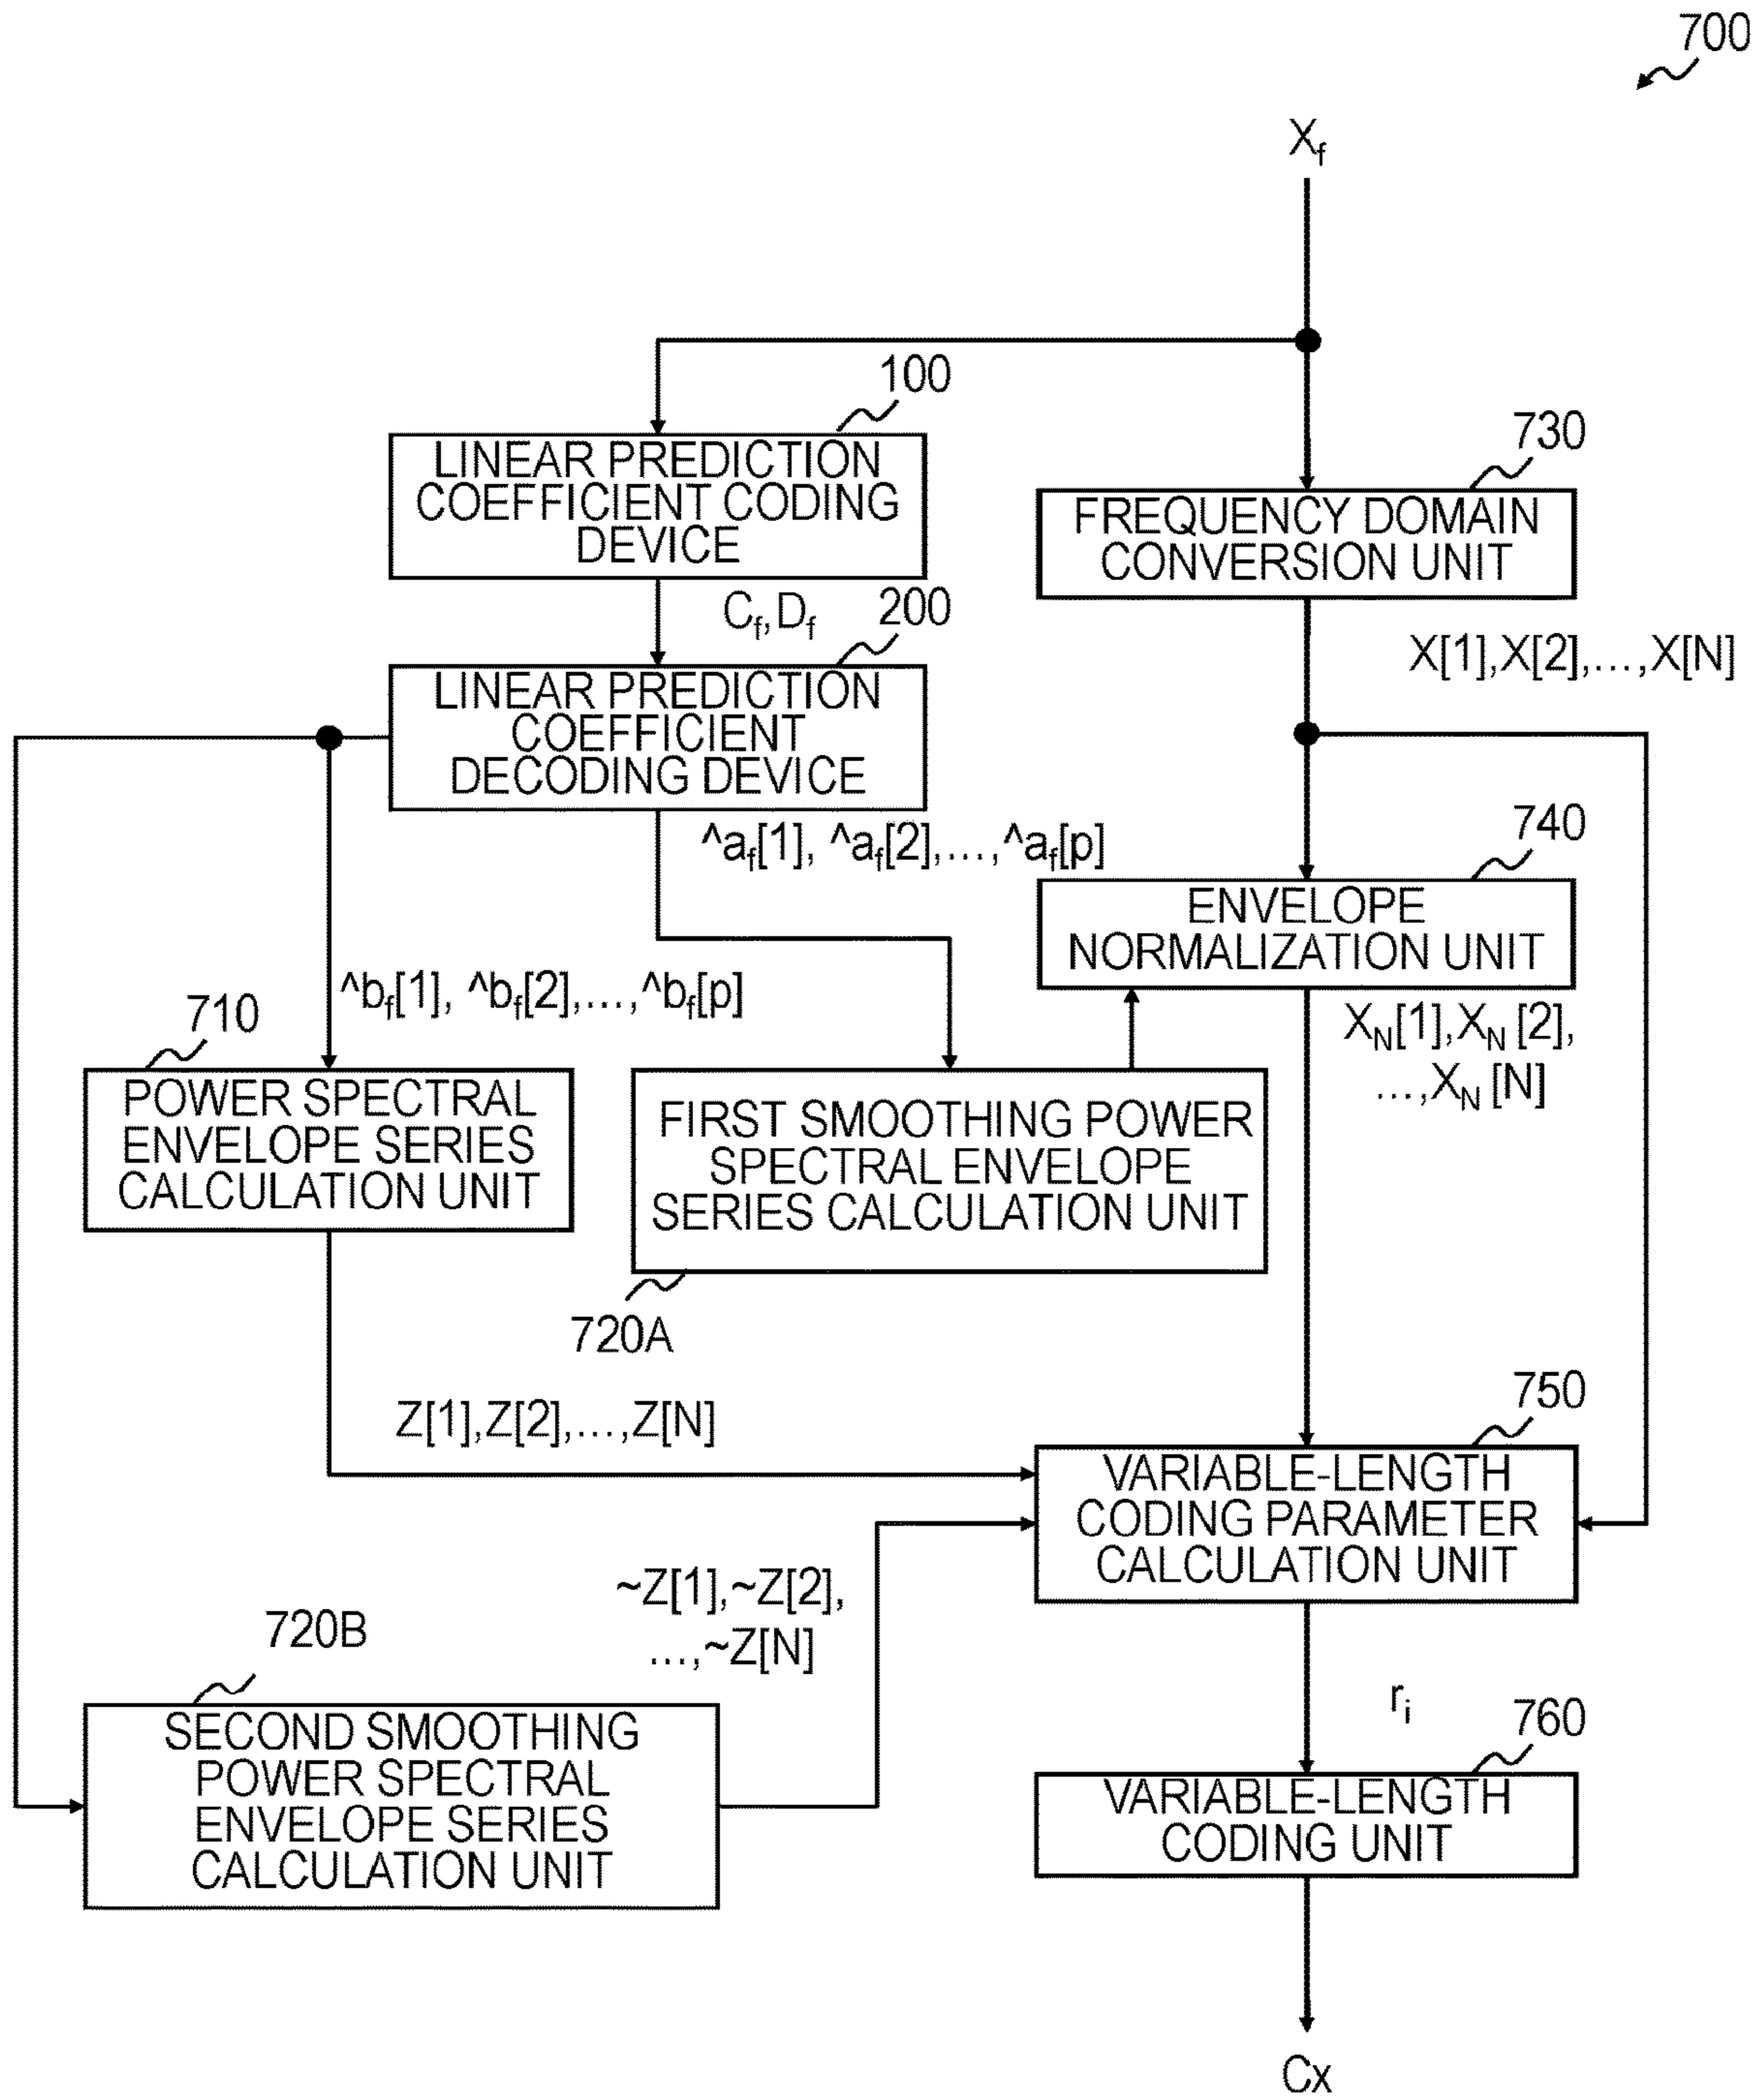 700
Xf
100
LINEAR PREDICTION
COEFFICIENT CODING
DEVICE
730
FREQUENCY DOMAIN
CONVERSION UNIT
Cf,Df
200
X[1],X[2],...,X[N]
LINEAR PREDICTION
COEFFICIENT
DECODING DEVICE
^af[1], ^af[2],...,^af[p]
740
ENVELOPE
NORMALIZATION UNIT
^bf[1], ^bf[2],...,^bf[p]
710
XN[1],XN [2],
...,XN [N]
POWER SPECTRAL
ENVELOPE SERIES
CALCULATION UNIT
FIRST SMOOTHING POWER
SPECTRAL ENVELOPE
SERIES CALCULATION UNIT
720A
Z[1],Z[2],...,Z[N]
750
VARIABLE-LENGTH
CODING PARAMETER
CALCULATION UNIT
~Z[1],~Z[2],
...,~Z[N]
720B
SECOND SMOOTHING
POWER SPECTRAL
ENVELOPE SERIES
CALCULATION UNIT
ri
760
VARIABLE-LENGTH
CODING UNIT
Cx